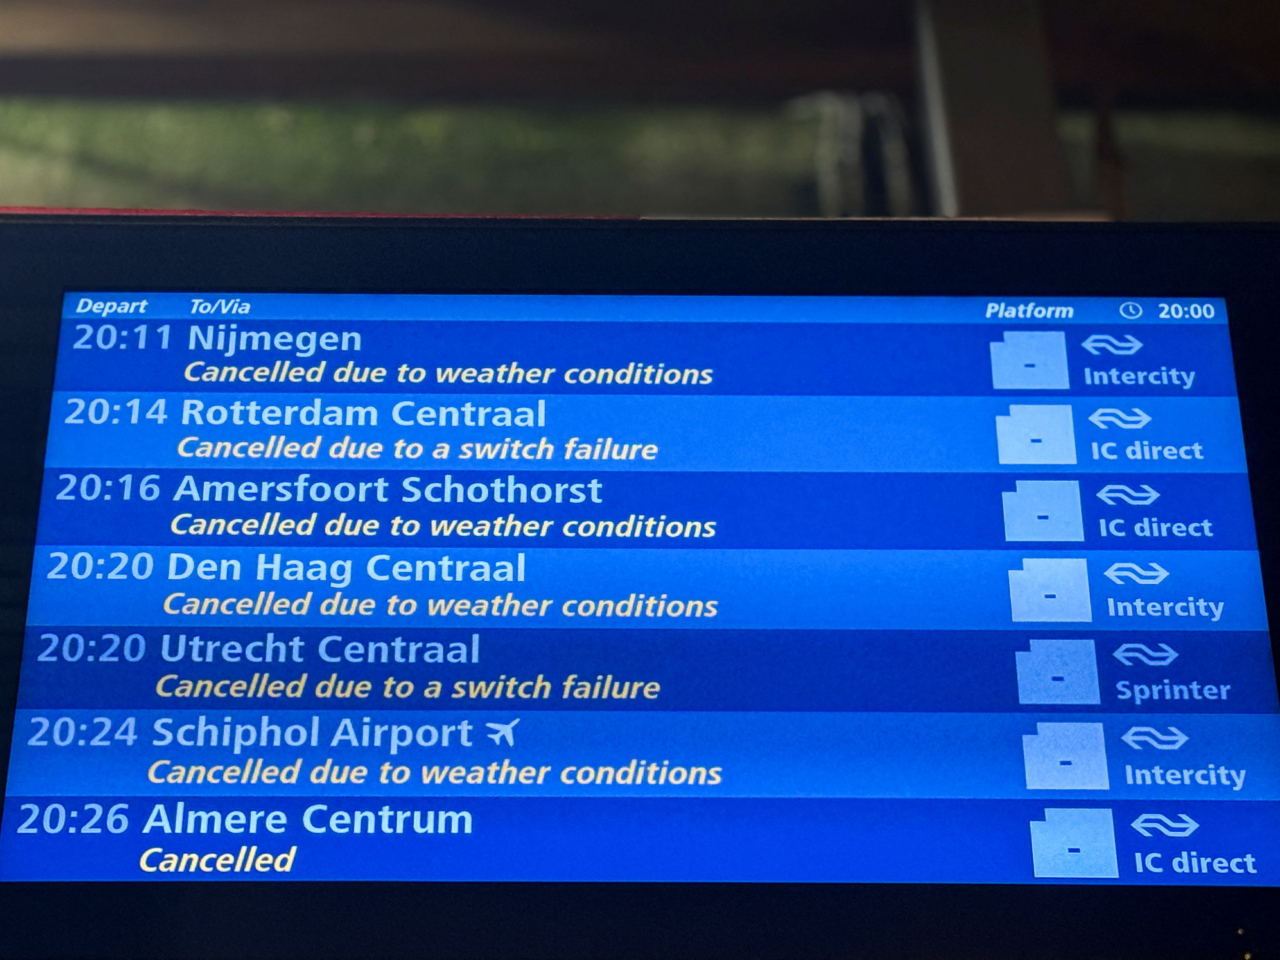 Depart To/Via Platform 20:00
20:11 Nijmegen -
Cancelled due to weather conditions Intercity
20:14 Rotterdam Centraal -
Cancelled due to a switch failure IC direct
20:16 Amersfoort Schothorst -
Cancelled due to weather conditions IC direct
20:20 Den Haag Centraal -
Cancelled due to weather conditions Intercity
20:20 Utrecht Centraal -
Cancelled due to a switch failure Sprinter
20:24 Schiphol Airport -
Cancelled due to weather conditions Intercity
20:26 Almere Centrum -
Cancelled IC direct